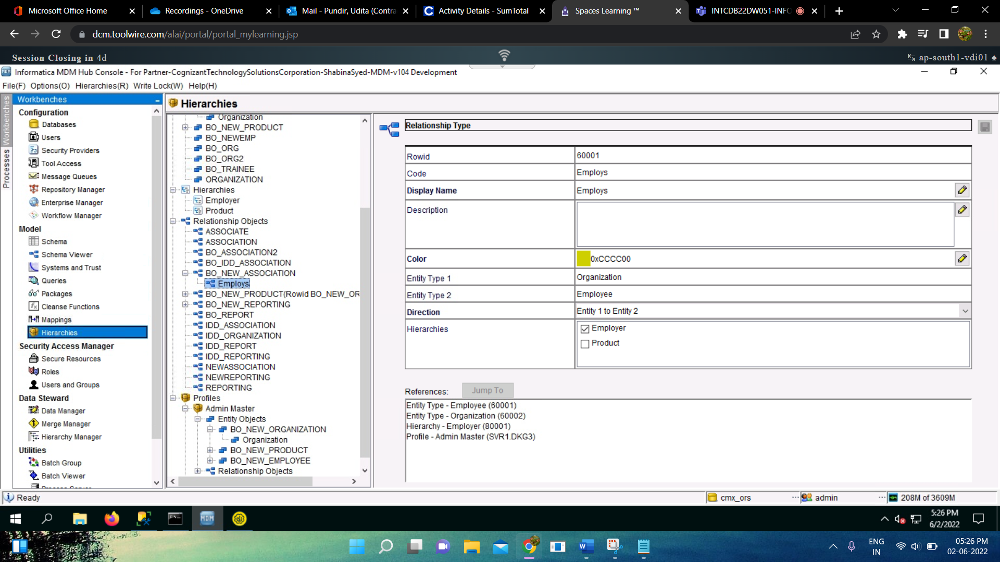 Microsoft Office Home
Recordings - OneDrive
Mail - Pundir, Udita (Contra
Activity Details - SumTotal
Spaces Learning ™
INTCDB22DW051-INFO
dcm.toolwire.com/alai/portal/portal_mylearning.jsp
Session Closing in 4d
ap-south1-vdi01
Informatica MDM Hub Console - For Partner-CognizantTechnologySolutionsCorporation-ShabinaSyed-MDM-v104 Development
File(F) Options(O) Hierarchies(R) Write Lock(W) Help(H)
Workbenches
Processes
Workbenches
Configuration
Databases
Users
Security Providers
Tool Access
Message Queues
Repository Manager
Enterprise Manager
Workflow Manager
Model
Schema
Schema Viewer
Systems and Trust
Queries
Packages
Cleanse Functions
Mappings
Hierarchies
Security Access Manager
Secure Resources
Roles
Users and Groups
Data Steward
Data Manager
Merge Manager
Hierarchy Manager
Utilities
Batch Group
Batch Viewer
Hierarchies
Organization
BO_NEW_PRODUCT
BO_NEWEMP
BO_ORG
BO_ORG2
BO_TRAINEE
ORGANIZATION
Hierarchies
Employer
Product
Relationship Objects
ASSOCIATE
ASSOCIATION
BO_ASSOCIATION2
BO_IDD_ASSOCIATION
BO_NEW_ASSOCIATION
Employs
BO_NEW_PRODUCT(Rowid BO_NEW_OR
BO_NEW_REPORTING
BO_REPORT
IDD_ASSOCIATION
IDD_ORGANIZATION
IDD_REPORT
IDD_REPORTING
NEWASSOCIATION
NEWREPORTING
REPORTING
Profiles
Admin Master
Entity Objects
BO_NEW_ORGANIZATION
Organization
BO_NEW_PRODUCT
BO_NEW_EMPLOYEE
Relationship Objects
Relationship Type
Rowid 60001
Code Employs
Display Name Employs
Description
Color 0xCCCC00
Entity Type 1 Organization
Entity Type 2 Employee
Direction Entity 1 to Entity 2
Hierarchies Employer
Product
References: Jump To
Entity Type - Employee (60001)
Entity Type - Organization (60002)
Hierarchy - Employer (80001)
Profile - Admin Master (SVR1.DKG3)
Ready
cmx_ors
admin
208M of 3609M
MDM
5:26 PM
6/2/2022
ENG
IN
05:26 PM
02-06-2022